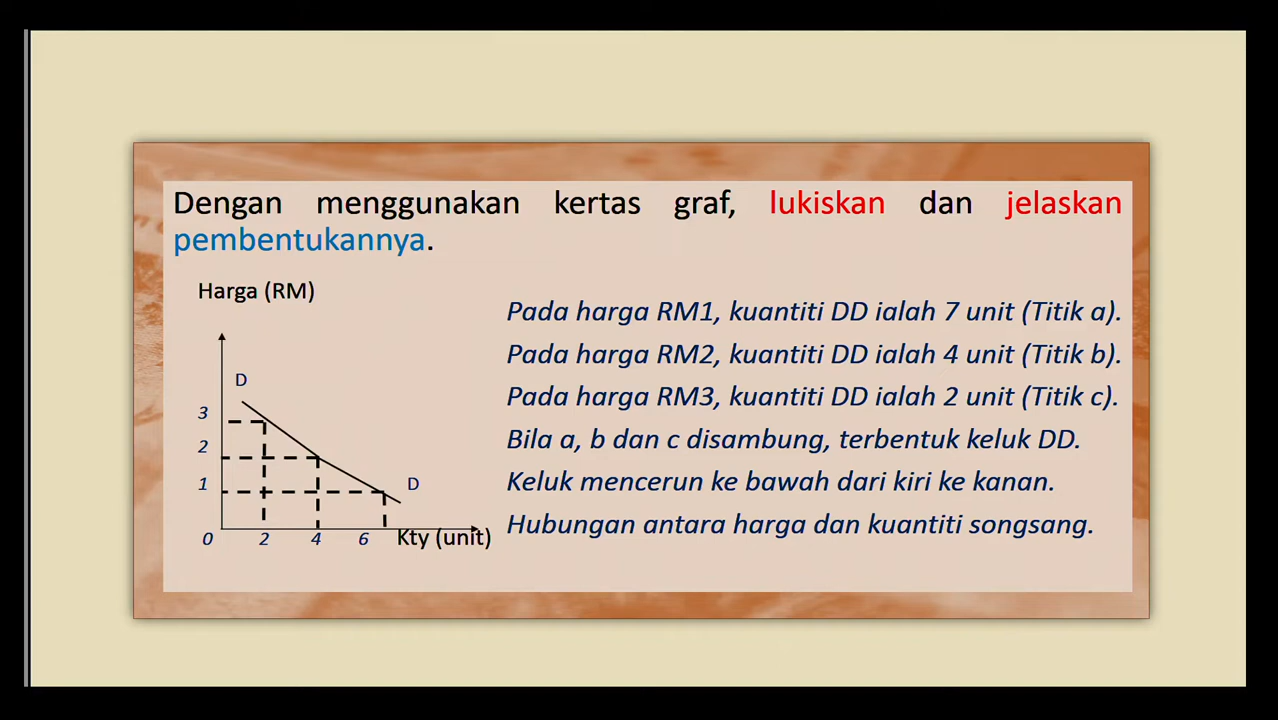 Dengan menggunakan kertas graf, lukiskan dan jelaskan
pembentukannya.
Harga (RM)
D
3
2
1
D
0 2 4 6 Kty (unit)
Pada harga RM1, kuantiti DD ialah 7 unit (Titik a).
Pada harga RM2, kuantiti DD ialah 4 unit (Titik b).
Pada harga RM3, kuantiti DD ialah 2 unit (Titik c).
Bila a, b dan c disambung, terbentuk keluk DD.
Keluk mencerun ke bawah dari kiri ke kanan.
Hubungan antara harga dan kuantiti songsang.